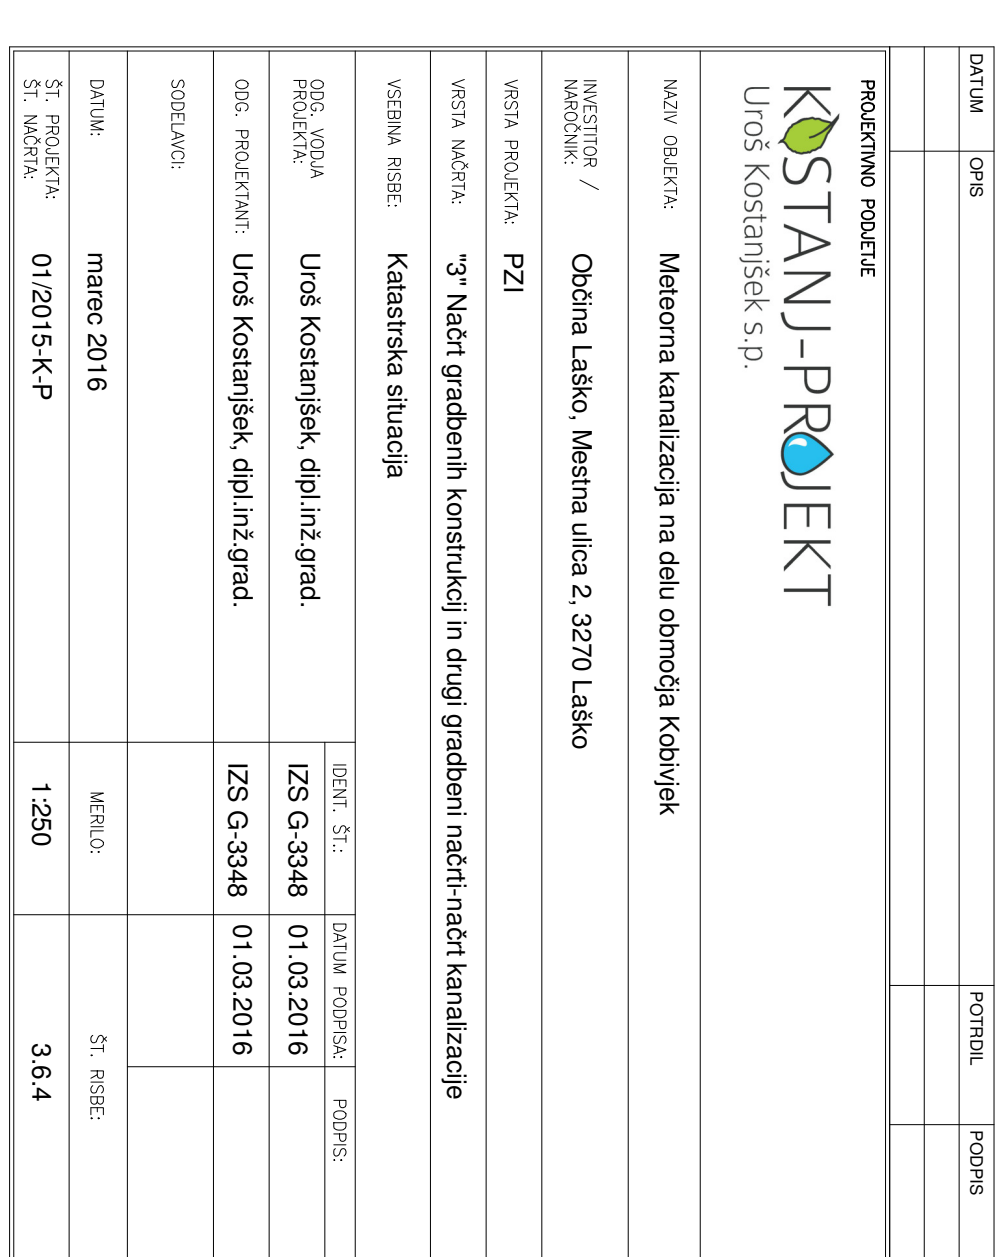 DATUM OPIS POTRDIL PODPIS
PROJEKTIVNO PODJETJE
KOSTANJ-PROJEKT
Uroš Kostanjšek s.p.
NAZIV OBJEKTA: Meteorna kanalizacija na delu območja Kobivjek
INVESTITOR /
NAROČNIK: Občina Laško, Mestna ulica 2, 3270 Laško
VRSTA PROJEKTA: PZI
VRSTA NAČRTA: "3" Načrt gradbenih konstrukcij in drugi gradbeni načrti-načrt kanalizacije
VSEBINA RISBE: Katastrska situacija
IDENT. ŠT.: DATUM PODPISA: PODPIS:
ODG. VODJA
PROJEKTA: Uroš Kostanjšek, dipl.inž.grad. IZS G-3348 01.03.2016
ODG. PROJEKTANT: Uroš Kostanjšek, dipl.inž.grad. IZS G-3348 01.03.2016
SODELAVCI:
DATUM: marec 2016 MERILO: ŠT. RISBE:
ŠT. PROJEKTA:
ŠT. NAČRTA: 01/2015-K-P 1:250 3.6.4